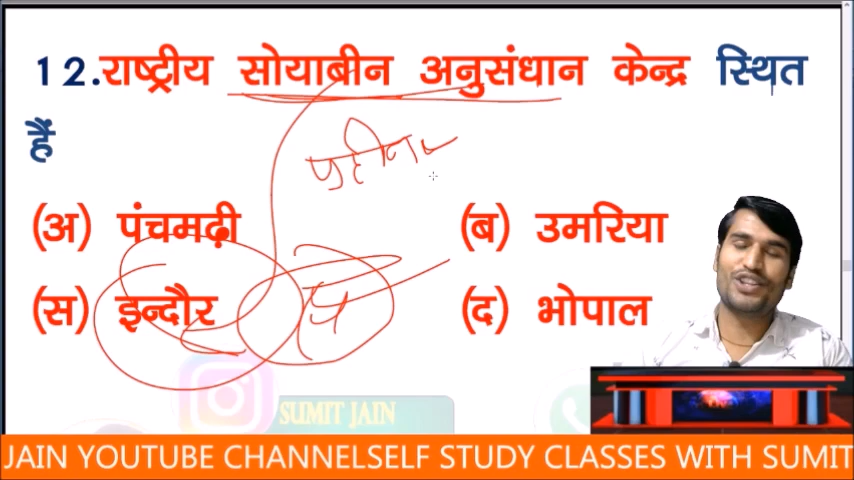 12.राष्ट्रीय सोयाबीन अनुसंधान केन्द्र स्थित
हैं
(अ) पंचमढ़ी (ब) उमरिया
(स) इन्दौर (द) भोपाल
SUMIT JAIN
JAIN YOUTUBE CHANNELSELF STUDY CLASSES WITH SUMIT